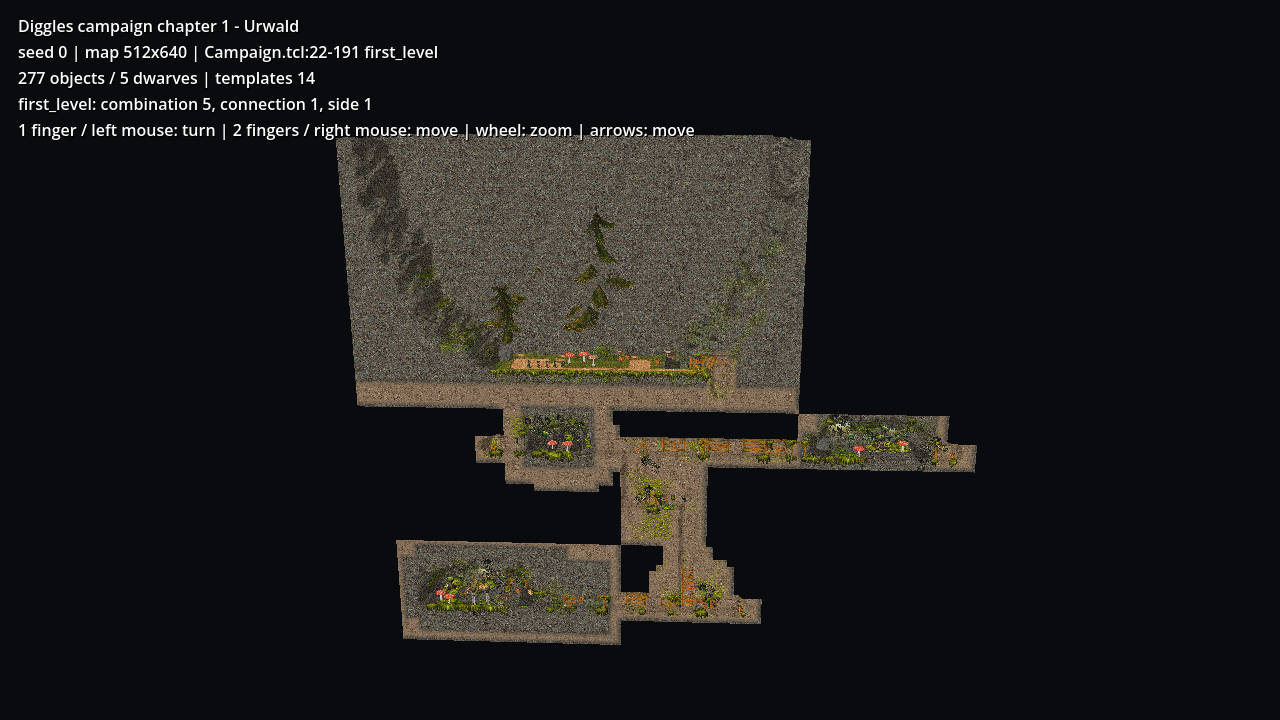 Diggles campaign chapter 1 - Urwald
seed 0 | map 512x640 | Campaign.tcl:22-191 first_level
277 objects / 5 dwarves | templates 14
first_level: combination 5, connection 1, side 1
1 finger / left mouse: turn | 2 fingers / right mouse: move | wheel: zoom | arrows: move